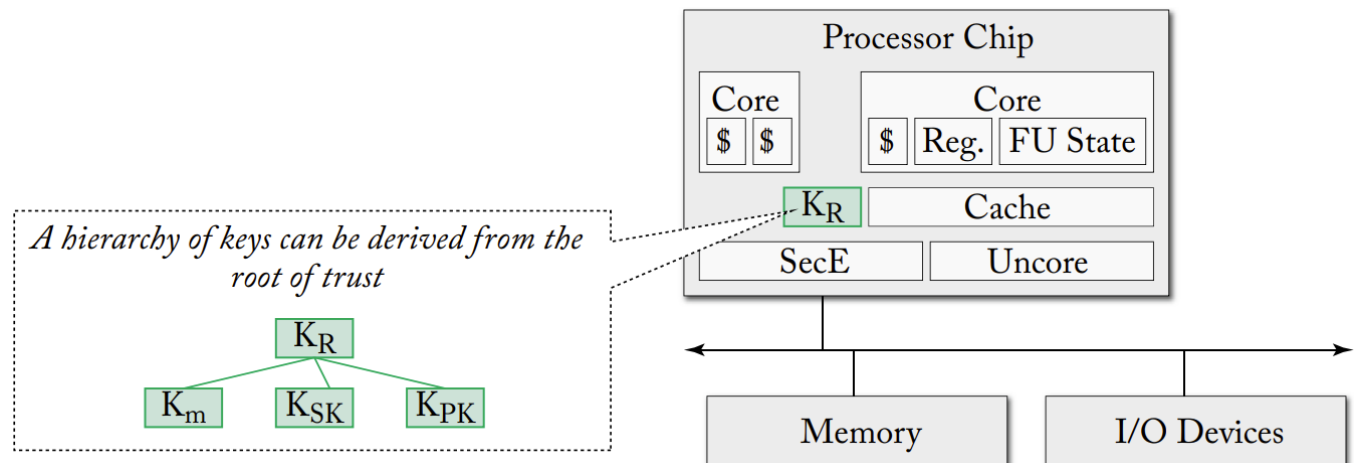 Processor Chip
Core
$ $
Core
$ Reg. FU State
K_R Cache
SecE Uncore
A hierarchy of keys can be derived from the
root of trust
K_R
K_m K_SK K_PK
Memory I/O Devices